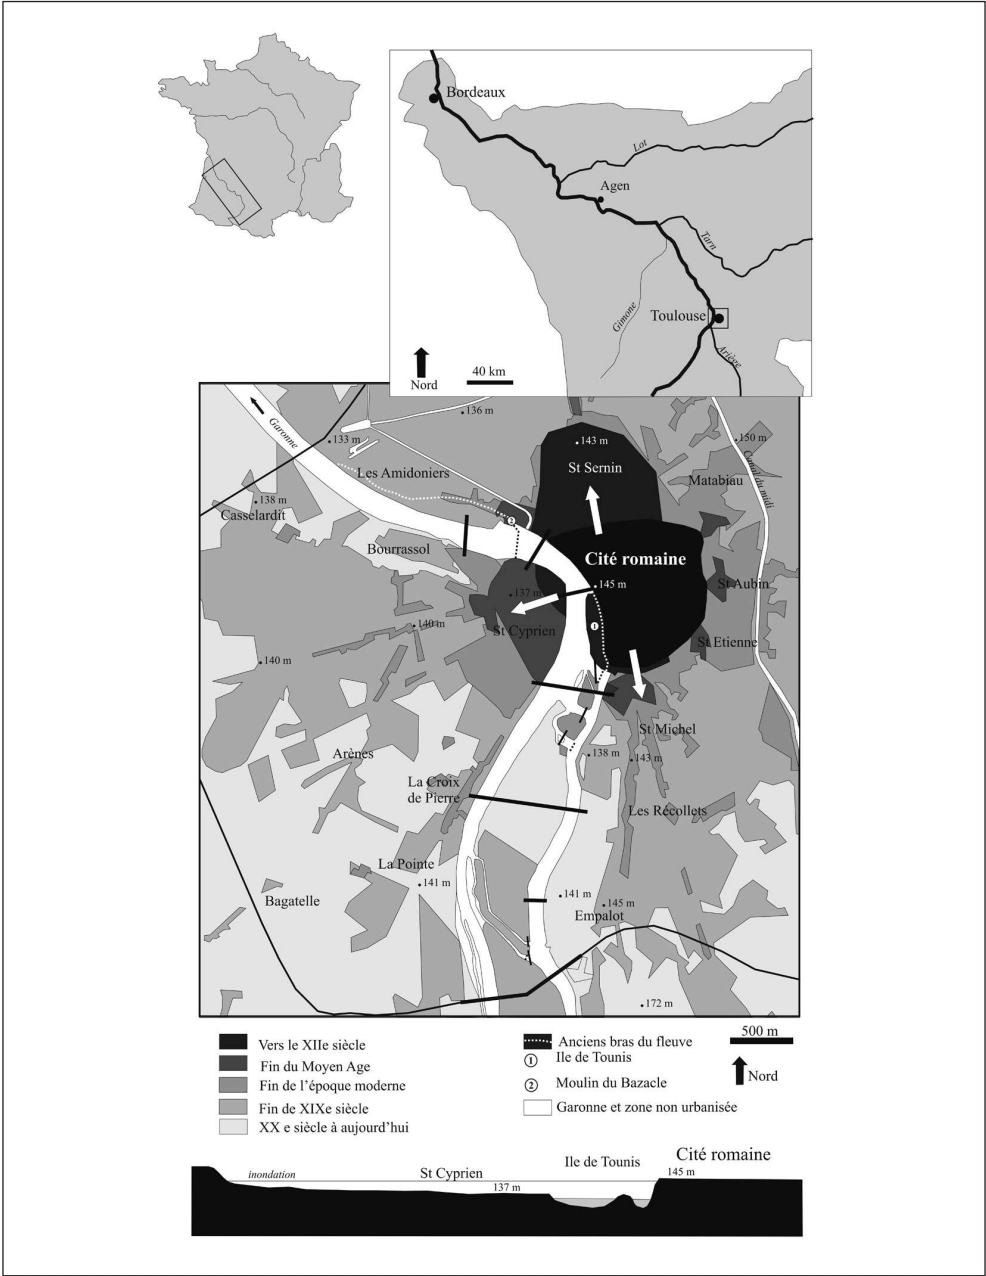 Bordeaux
Lot
Agen
Tarn
Gimone
Toulouse
Ariège
Nord
40 km
136 m
Garonne
133 m
143 m
150 m
Les Amidoniers
St Sernin
Canal du midi
Matabiau
138 m
Casselardit
2
Bourrassol
Cité romaine
145 m
St Aubin
137 m
1
140 m
St Cyprien
St Etienne
140 m
St Michel
138 m
143 m
Arènes
La Croix
de Pierre
Les Récollets
La Pointe
141 m
141 m
145 m
Bagatelle
Empalot
172 m
Vers le XIIe siècle
Fin du Moyen Age
Fin de l’époque moderne
Fin de XIXe siècle
XX e siècle à aujourd’hui
Anciens bras du fleuve
1 Ile de Tounis
2 Moulin du Bazacle
Garonne et zone non urbanisée
500 m
Nord
inondation
St Cyprien
137 m
Ile de Tounis
Cité romaine
145 m